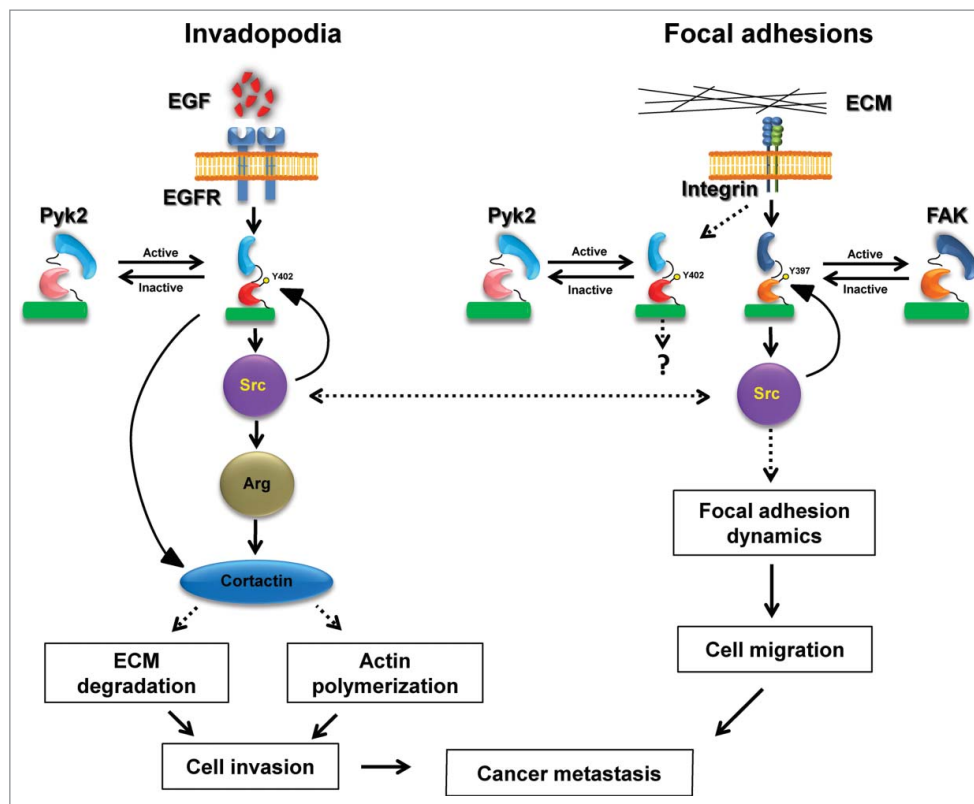 Invadopodia
Focal adhesions
EGF
ECM
EGFR
Integrin
Pyk2
Active
Inactive
Y402
Pyk2
Active
Inactive
Y402
Y397
Active
Inactive
FAK
?
Src
Src
Arg
Cortactin
Focal adhesion
dynamics
ECM
degradation
Actin
polymerization
Cell migration
Cell invasion
Cancer metastasis